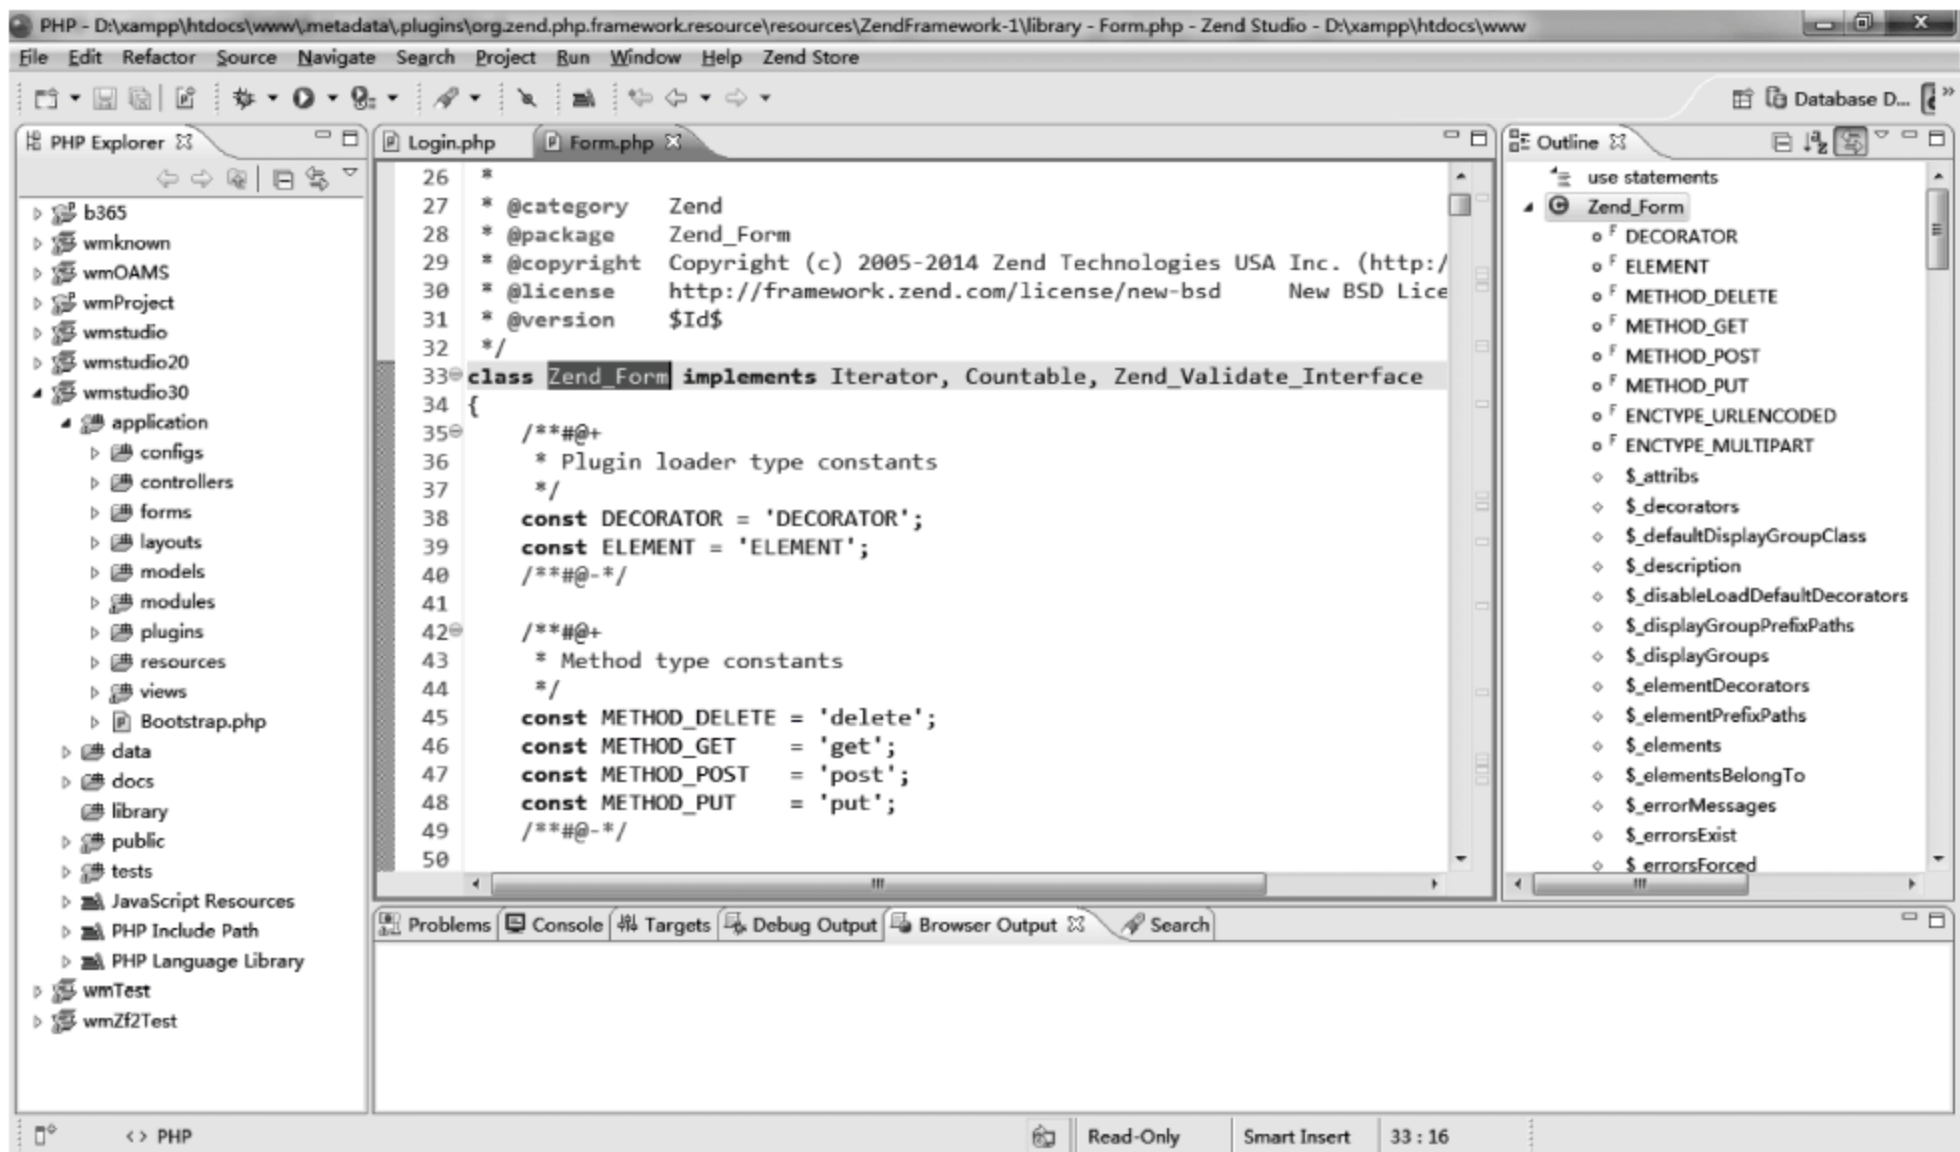 PHP - D:\xampp\htdocs\www\.metadata\.plugins\org.zend.php.framework.resource\resources\ZendFramework-1\library - Form.php - Zend Studio - D:\xampp\htdocs\www
File Edit Refactor Source Navigate Search Project Run Window Help Zend Store
Database D...
PHP Explorer
b365
wmknown
wmOAMS
wmProject
wmstudio
wmstudio20
wmstudio30
application
configs
controllers
forms
layouts
models
modules
plugins
resources
views
Bootstrap.php
data
docs
library
public
tests
JavaScript Resources
PHP Include Path
PHP Language Library
wmTest
wmZf2Test
Login.php Form.php
26 *
27 * @category Zend
28 * @package Zend_Form
29 * @copyright Copyright (c) 2005-2014 Zend Technologies USA Inc. (http:/
30 * @license http://framework.zend.com/license/new-bsd New BSD Lice
31 * @version $Id$
32 */
33 class Zend_Form implements Iterator, Countable, Zend_Validate_Interface
34 {
35 /**#@+
36 * Plugin loader type constants
37 */
38 const DECORATOR = 'DECORATOR';
39 const ELEMENT = 'ELEMENT';
40 /**#@-*/
41
42 /**#@+
43 * Method type constants
44 */
45 const METHOD_DELETE = 'delete';
46 const METHOD_GET = 'get';
47 const METHOD_POST = 'post';
48 const METHOD_PUT = 'put';
49 /**#@-*/
50
Outline
use statements
Zend_Form
DECORATOR
ELEMENT
METHOD_DELETE
METHOD_GET
METHOD_POST
METHOD_PUT
ENCTYPE_URLENCODED
ENCTYPE_MULTIPART
$_attribs
$_decorators
$_defaultDisplayGroupClass
$_description
$_disableLoadDefaultDecorators
$_displayGroupPrefixPaths
$_displayGroups
$_elementDecorators
$_elementPrefixPaths
$_elements
$_elementsBelongTo
$_errorMessages
$_errorsExist
$_errorsForced
Problems Console Targets Debug Output Browser Output Search
<> PHP Read-Only Smart Insert 33 : 16